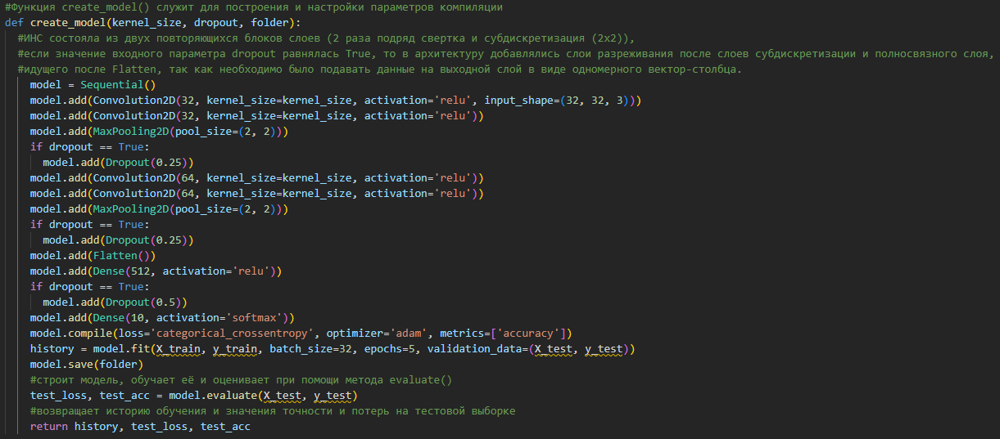 #Функция create_model() служит для построения и настройки параметров компиляции
def create_model(kernel_size, dropout, folder):
  #ИНС состояла из двух повторяющихся блоков слоев (2 раза подряд свертка и субдискретизация (2x2)),
  #если значение входного параметра dropout равнялась True, то в архитектуру добавлялись слои разреживания после слоев субдискретизации и полносвязного слоя,
  #идущего после Flatten, так как необходимо было подавать данные на выходной слой в виде одномерного вектор-столбца.
    model = Sequential()
    model.add(Convolution2D(32, kernel_size=kernel_size, activation='relu', input_shape=(32, 32, 3)))
    model.add(Convolution2D(32, kernel_size=kernel_size, activation='relu'))
    model.add(MaxPooling2D(pool_size=(2, 2)))
    if dropout == True:
      model.add(Dropout(0.25))
    model.add(Convolution2D(64, kernel_size=kernel_size, activation='relu'))
    model.add(Convolution2D(64, kernel_size=kernel_size, activation='relu'))
    model.add(MaxPooling2D(pool_size=(2, 2)))
    if dropout == True:
      model.add(Dropout(0.25))
    model.add(Flatten())
    model.add(Dense(512, activation='relu'))
    if dropout == True:
      model.add(Dropout(0.5))
    model.add(Dense(10, activation='softmax'))
    model.compile(loss='categorical_crossentropy', optimizer='adam', metrics=['accuracy'])
    history = model.fit(X_train, y_train, batch_size=32, epochs=5, validation_data=(X_test, y_test))
    model.save(folder)
    #строит модель, обучает её и оценивает при помощи метода evaluate()
    test_loss, test_acc = model.evaluate(X_test, y_test)
    #возвращает историю обучения и значения точности и потерь на тестовой выборке
    return history, test_loss, test_acc